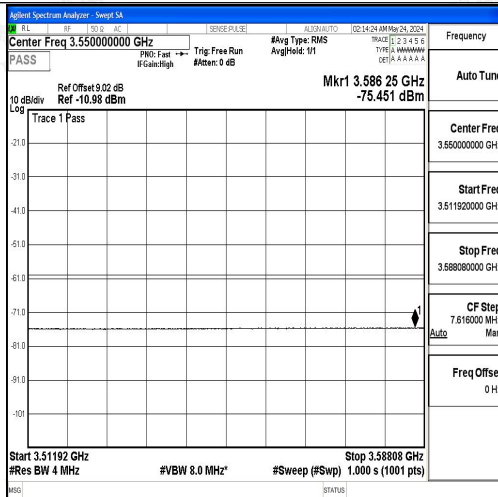 Agilent Spectrum Analyzer - Swept SA
RL RF 50 Ω AC SENSE:PULSE ALIGNAUTO 02:14:24 AM May 24, 2024
Center Freq 3.550000000 GHz
PASS
PNO: Fast
IFGain:High
Trig: Free Run
#Atten: 0 dB
#Avg Type: RMS
Avg|Hold: 1/1
TRACE 1 2 3 4 5 6
TYPE A WWWWW
DET A A A A A A
Ref Offset 9.02 dB
10 dB/div Ref -10.98 dBm
Log
Mkr1 3.586 25 GHz
-75.451 dBm
Trace 1 Pass
-21.0
-31.0
-41.0
-51.0
-61.0
-71.0
-81.0
-91.0
-101
1
Start 3.51192 GHz Stop 3.58808 GHz
#Res BW 4 MHz #VBW 8.0 MHz* #Sweep (#Swp) 1.000 s (1001 pts)
MSG STATUS
Frequency
Auto Tune
Center Fre
3.550000000 GH
Start Fre
3.511920000 GH
Stop Fre
3.588080000 GH
CF Step
7.616000 MH
Auto Man
Freq Offse
0 H